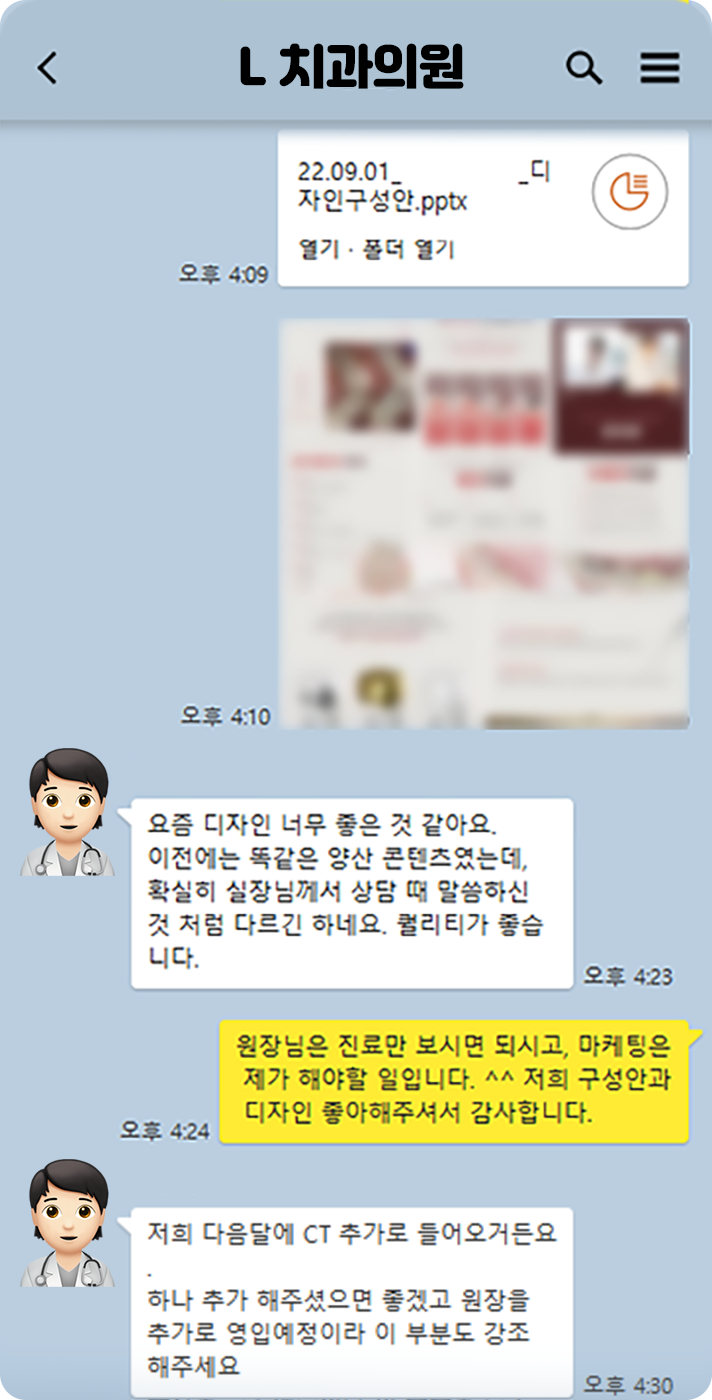 L 치과의원
22.09.01_ _디
자인구성안.pptx
열기 · 폴더 열기
오후 4:09
오후 4:10
요즘 디자인 너무 좋은 것 같아요.
이전에는 똑같은 양산 콘텐츠였는데,
확실히 실장님께서 상담 때 말씀하신
것 처럼 다르긴 하네요. 퀄리티가 좋습
니다.
오후 4:23
원장님은 진료만 보시면 되시고, 마케팅은
제가 해야할 일입니다. ^^ 저희 구성안과
디자인 좋아해주셔서 감사합니다.
오후 4:24
저희 다음달에 CT 추가로 들어오거든요
.
하나 추가 해주셨으면 좋겠고 원장을
추가로 영입예정이라 이 부분도 강조
해주세요
오후 4:30